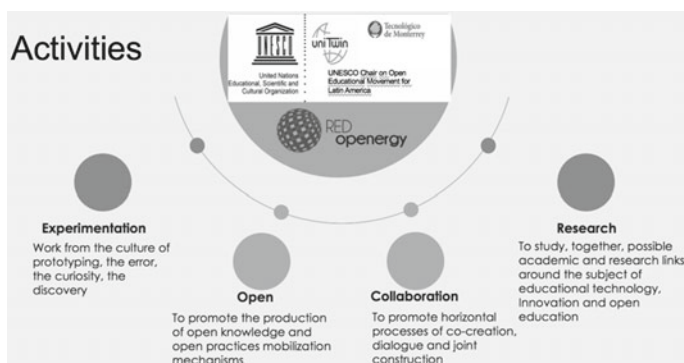 Activities
UNESCO
United Nations
Educational, Scientific and
Cultural Organization
uniTwin
Tecnológico
de Monterrey
UNESCO Chair on Open
Educational Movement for
Latin America
RED
openergy
Experimentation
Work from the culture of
prototyping, the error,
the curiosity, the
discovery
Open
To promote the production
of open knowledge and
open practices mobilization
mechanisms.
Collaboration
To promote horizontal
processes of co-creation,
dialogue and joint
construction
Research
To study, together, possible
academic and research links
around the subject of
educational technology,
Innovation and open
education